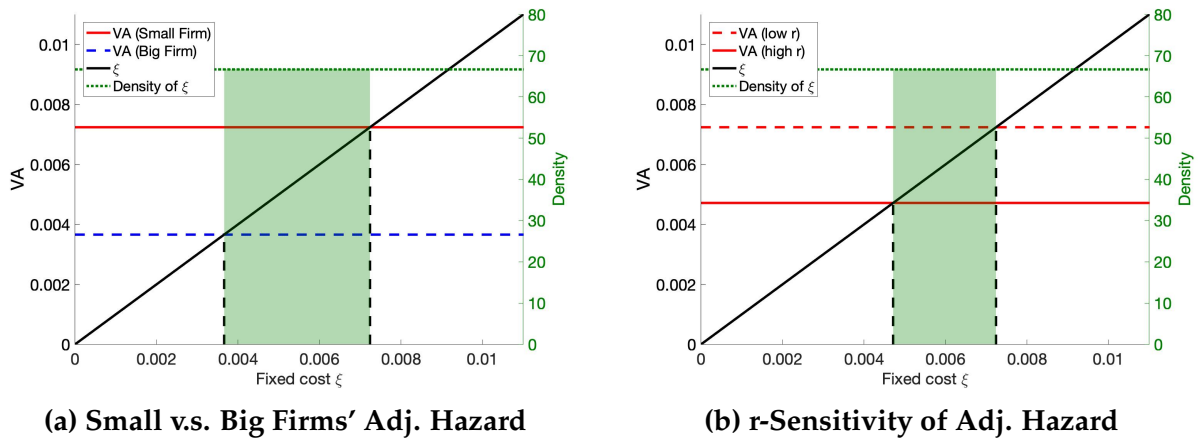 VA (Small Firm)
VA (Big Firm)
ξ
Density of ξ
VA
0.01
0.008
0.006
0.004
0.002
0
80
70
60
50
40
30
20
10
0
Density
0
0.002
0.004
0.006
0.008
0.01
Fixed cost ξ
(a) Small v.s. Big Firms' Adj. Hazard
VA (low r)
VA (high r)
ξ
Density of ξ
VA
0.01
0.008
0.006
0.004
0.002
0
80
70
60
50
40
30
20
10
0
Density
0
0.002
0.004
0.006
0.008
0.01
Fixed cost ξ
(b) r-Sensitivity of Adj. Hazard